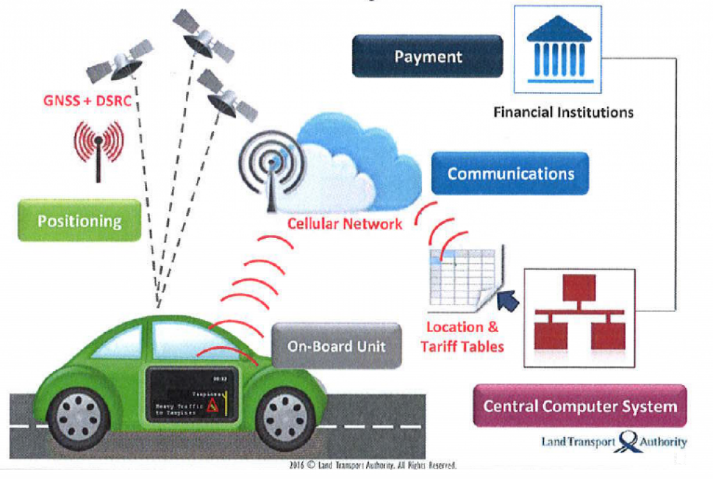 Payment
Financial Institutions
GNSS + DSRC
Positioning
Communications
Cellular Network
Location &
Tariff Tables
On-Board Unit
Heavy Traffic
Central Computer System
Land Transport Authority
2016 © Land Transport Authority. All Rights Reserved.